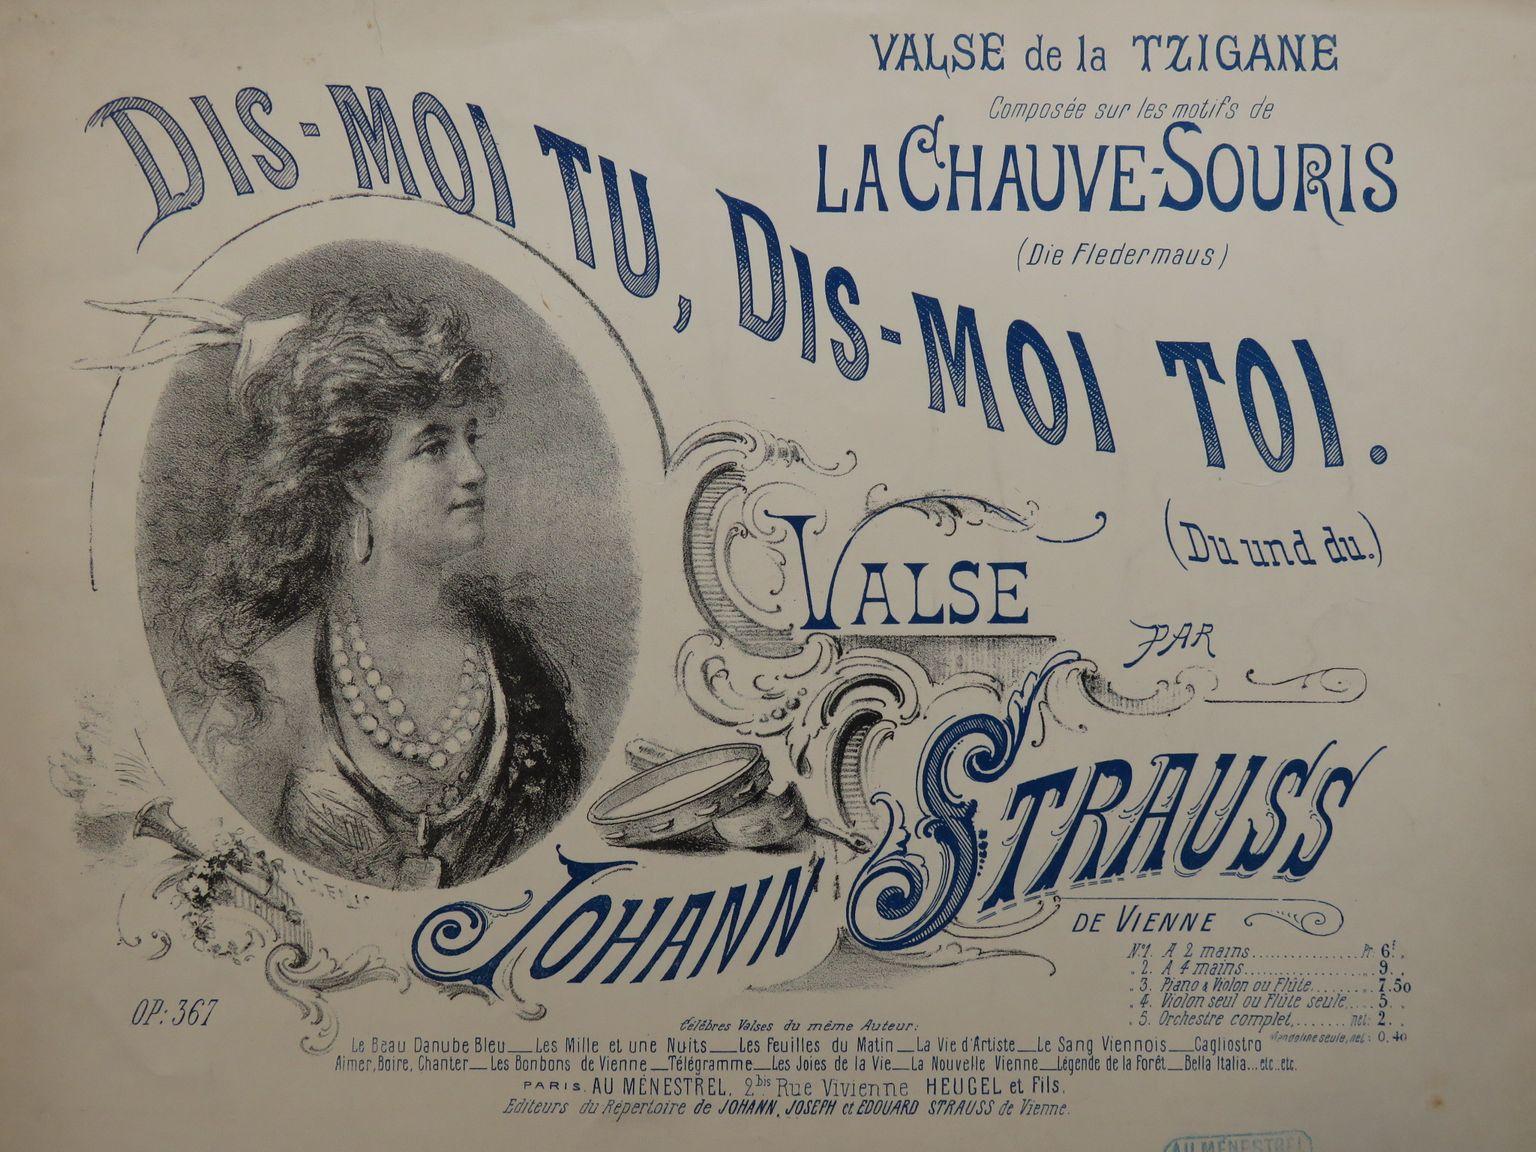 VALSE de la TZIGANE
Composée sur les motifs de
LA CHAUVE-SOURIS
(Die Fledermaus)
DIS-MOI TU, DIS-MOI TOI.
(Du und du.)
VALSE
PAR
JOHANN STRAUSS
DE VIENNE
N°1. A 2 mains............... Pr 6f.
" 2. A 4 mains............... " 9. "
" 3. Piano & Violon ou Flûte........ " 7.50
" 4. Violon seul ou Flûte seule.... 5. "
" 5. Orchestre complet,........ net: 2. "
Mandoline seule, net: 0,40
OP: 367
Célèbres Valses du même Auteur:
Le Beau Danube Bleu__Les Mille et une Nuits__Les Feuilles du Matin__La Vie d'Artiste__Le Sang Viennois__Cagliostro
Aimer, Boire, Chanter__Les Bonbons de Vienne__Télégramme__Les Joies de la Vie__La Nouvelle Vienne__Légende de la Forêt__Bella Italia...etc..etc.
PARIS. AU MÉNESTREL, 2bis Rue Vivienne HEUGEL et Fils.
Editeurs du Répertoire de JOHANN, JOSEPH et EDOUARD STRAUSS de Vienne.
AU MÉNESTREL